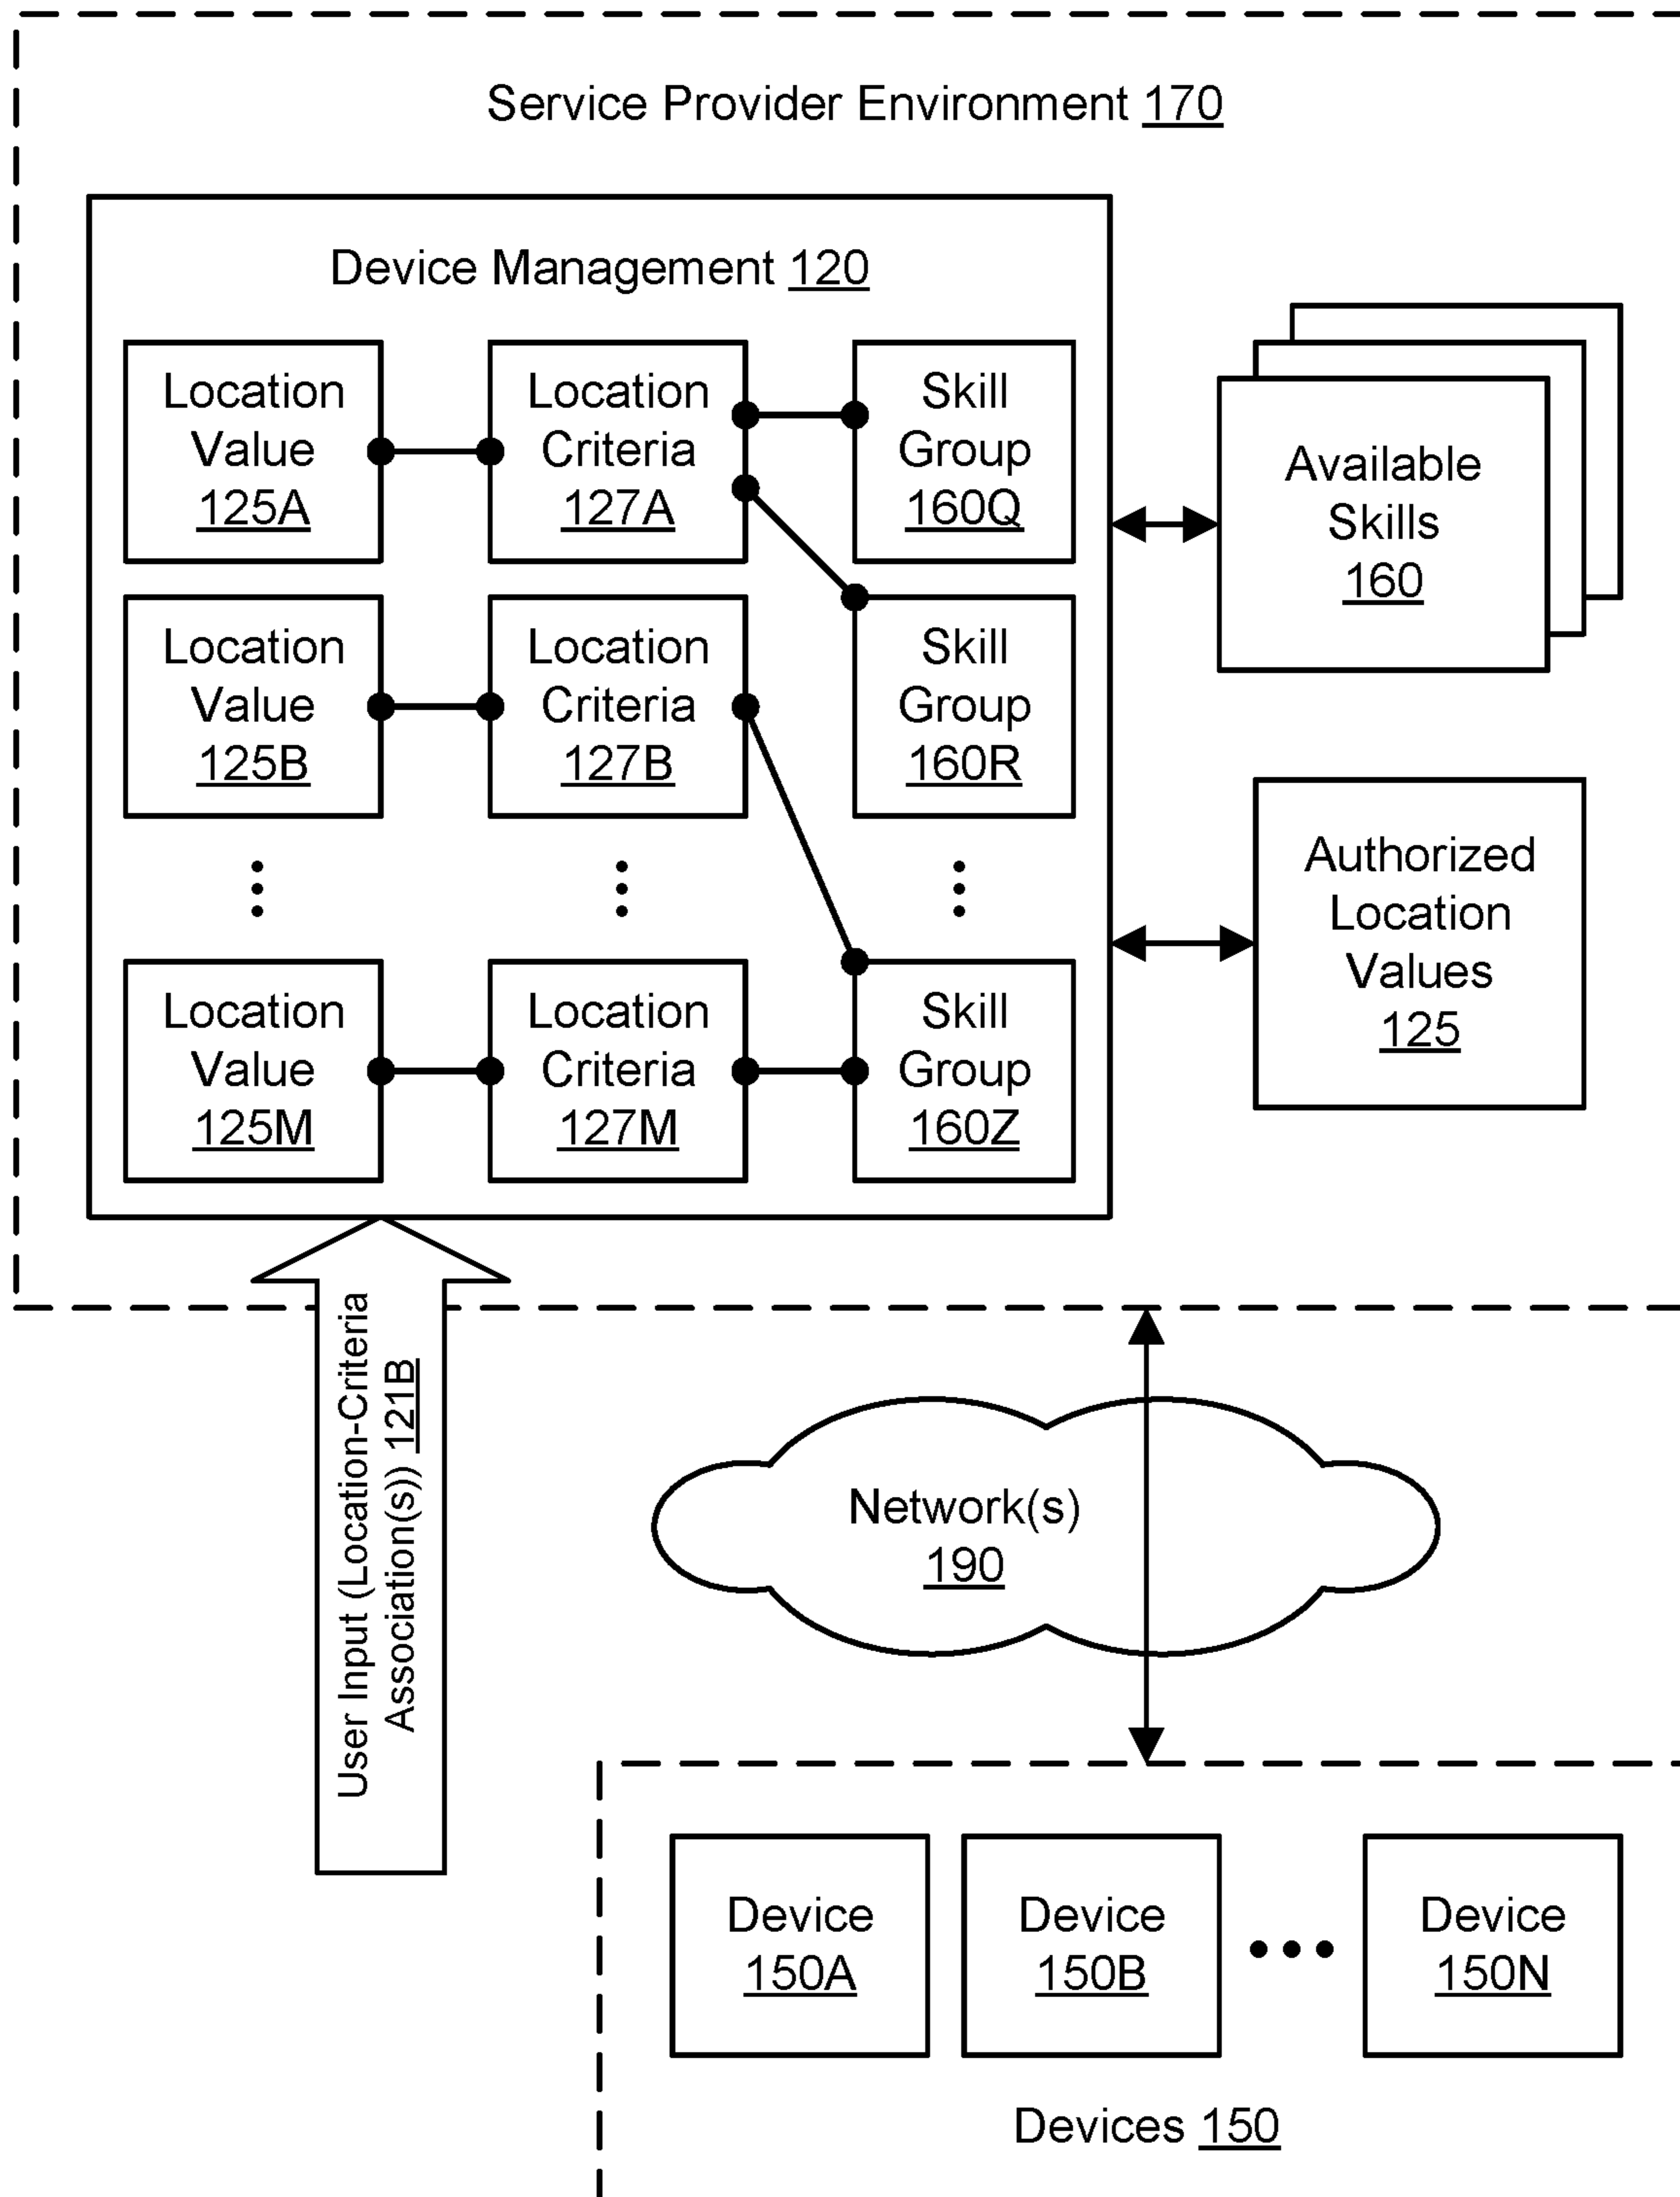 Service Provider Environment 170
Device Management 120
Location
Value
125A
Location
Criteria
127A
Skill
Group
160Q
Location
Value
125B
Location
Criteria
127B
Skill
Group
160R
Location
Value
125M
Location
Criteria
127M
Skill
Group
160Z
Available
Skills
160
Authorized
Location
Values
125
User Input (Location-Criteria
Association(s)) 121B
Network(s)
190
Device
150A
Device
150B
Device
150N
Devices 150